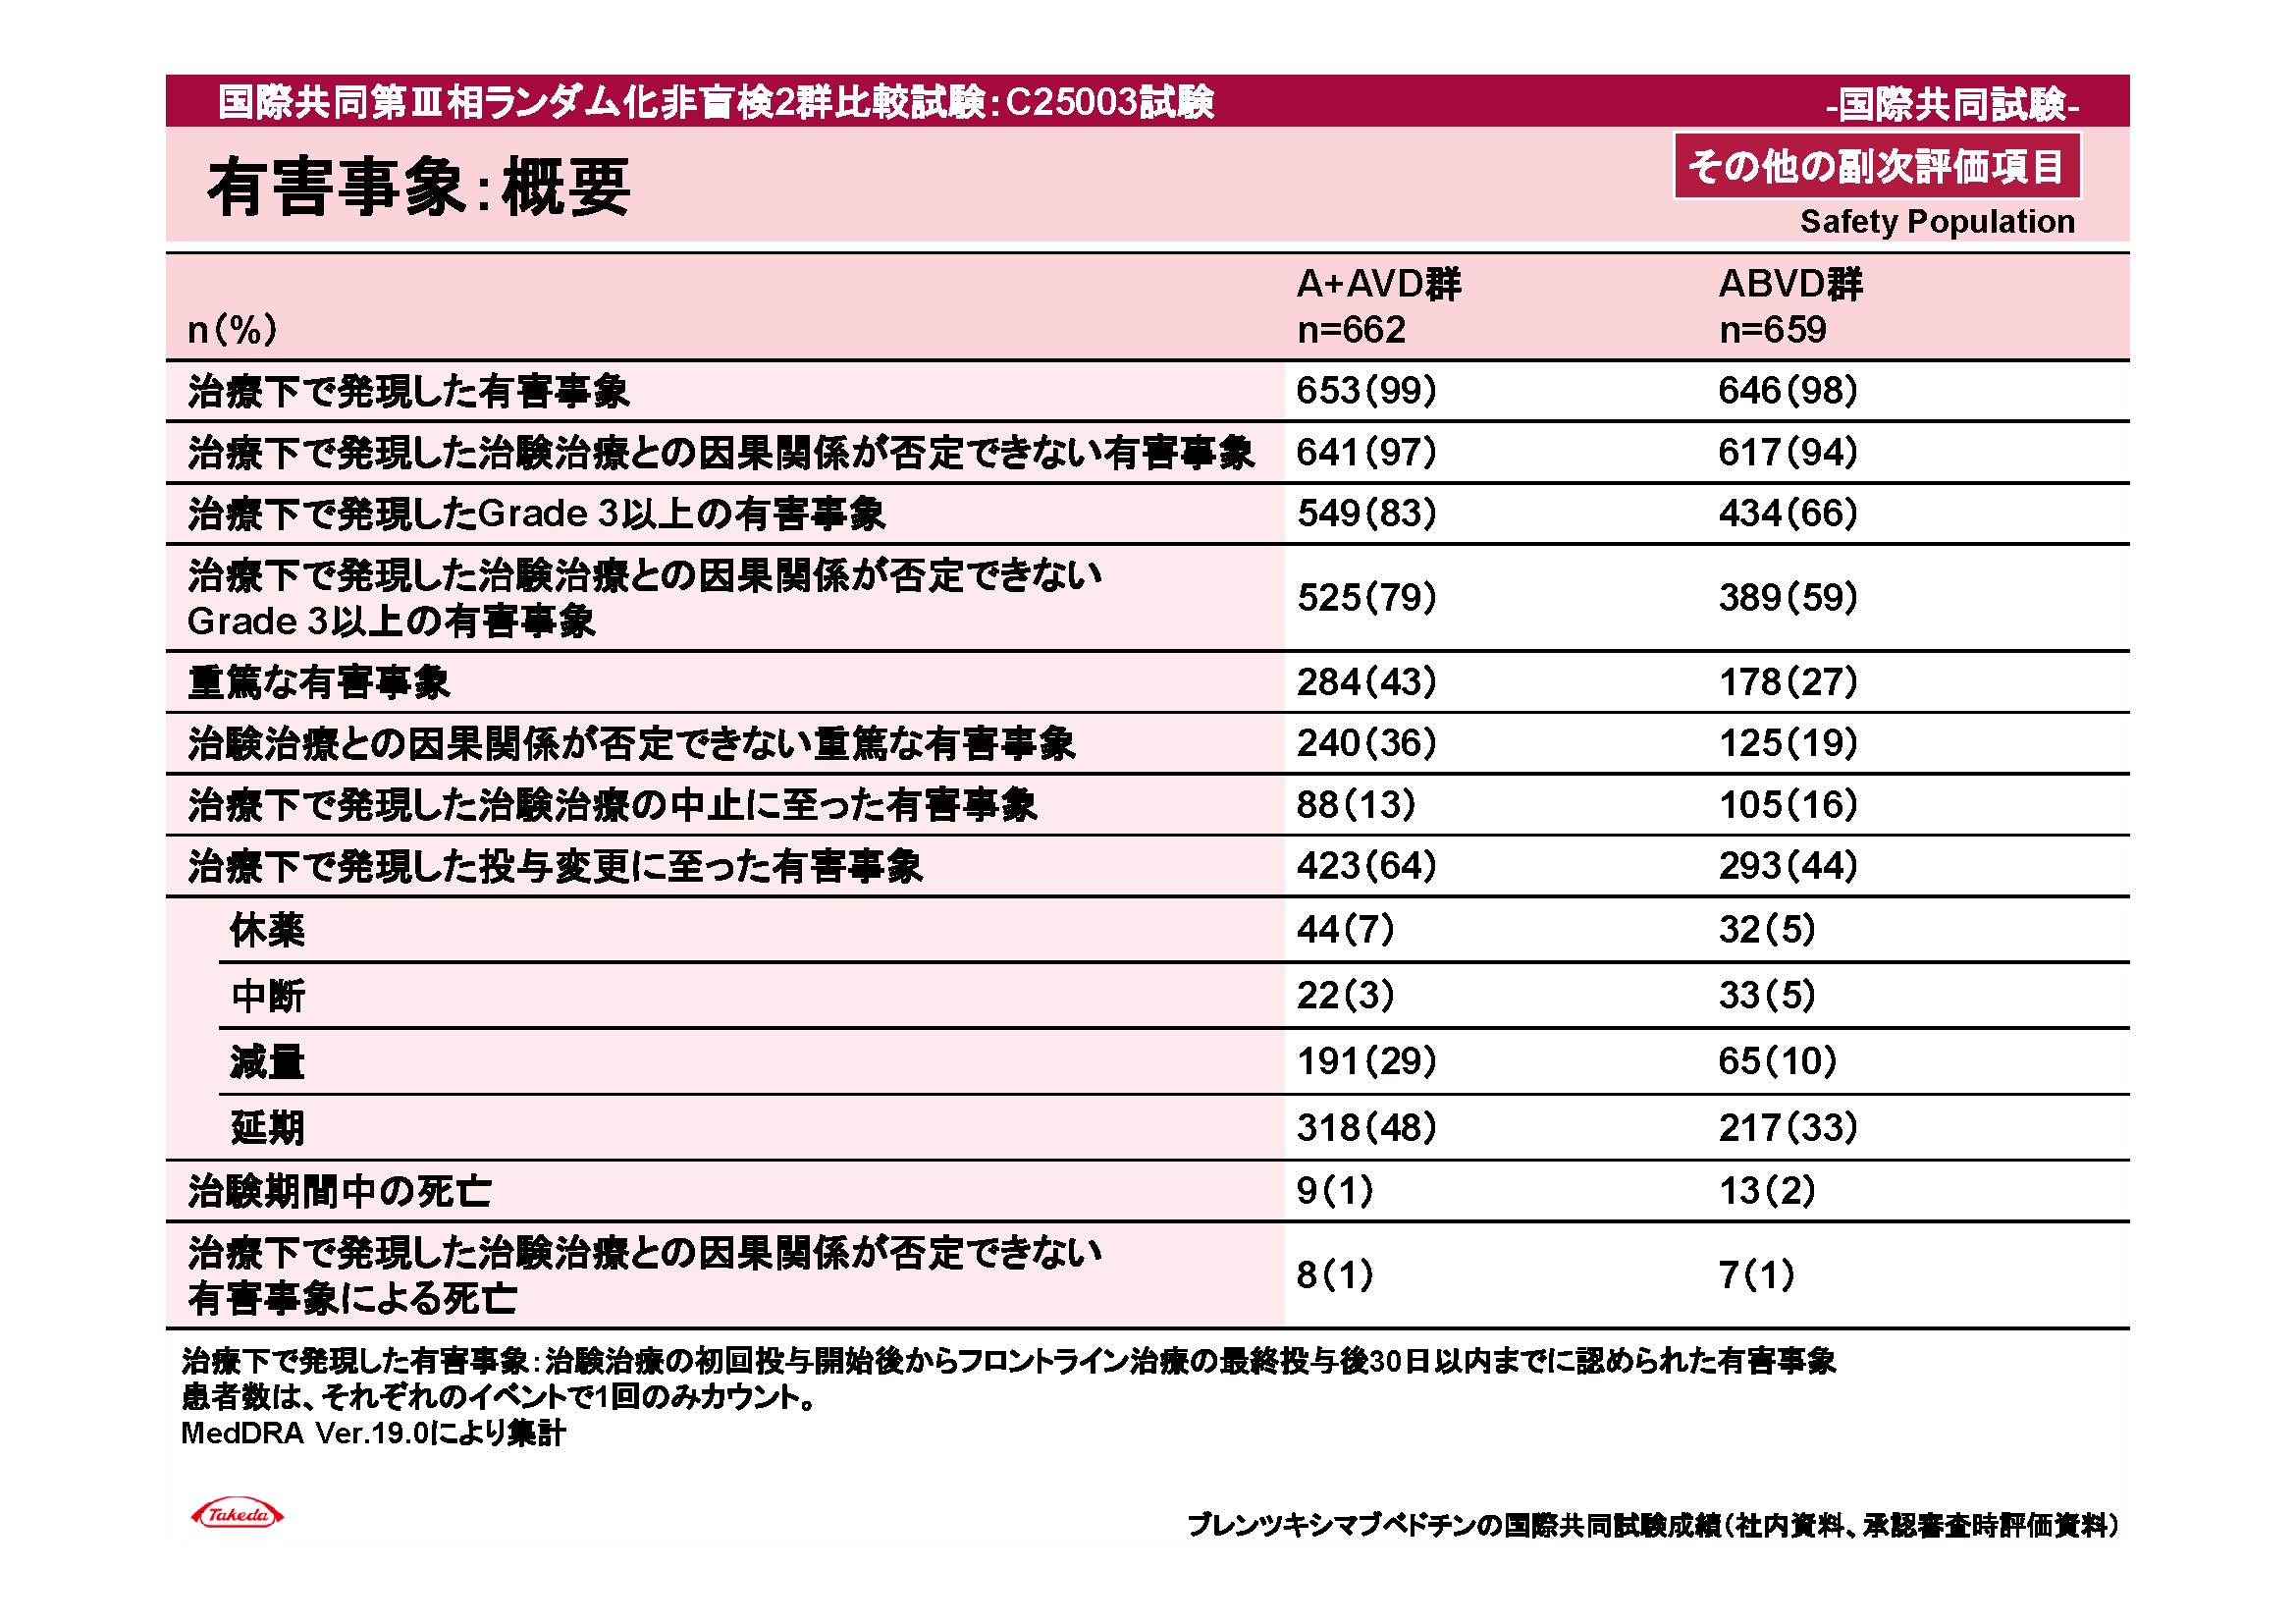 国際共同第Ⅲ相ランダム化非盲検2群比較試験：C25003試験
-国際共同試験-
有害事象：概要
その他の副次評価項目
Safety Population
n（%）
A+AVD群
n=662
ABVD群
n=659
治療下で発現した有害事象 653（99） 646（98）
治療下で発現した治験治療との因果関係が否定できない有害事象 641（97） 617（94）
治療下で発現したGrade 3以上の有害事象 549（83） 434（66）
治療下で発現した治験治療との因果関係が否定できない
Grade 3以上の有害事象 525（79） 389（59）
重篤な有害事象 284（43） 178（27）
治験治療との因果関係が否定できない重篤な有害事象 240（36） 125（19）
治療下で発現した治験治療の中止に至った有害事象 88（13） 105（16）
治療下で発現した投与変更に至った有害事象 423（64） 293（44）
休薬 44（7） 32（5）
中断 22（3） 33（5）
減量 191（29） 65（10）
延期 318（48） 217（33）
治験期間中の死亡 9（1） 13（2）
治療下で発現した治験治療との因果関係が否定できない
有害事象による死亡 8（1） 7（1）
治療下で発現した有害事象：治験治療の初回投与開始後からフロントライン治療の最終投与後30日以内までに認められた有害事象
患者数は、それぞれのイベントで1回のみカウント。
MedDRA Ver.19.0により集計
Takeda
ブレンツキシマブベドチンの国際共同試験成績（社内資料、承認審査時評価資料）